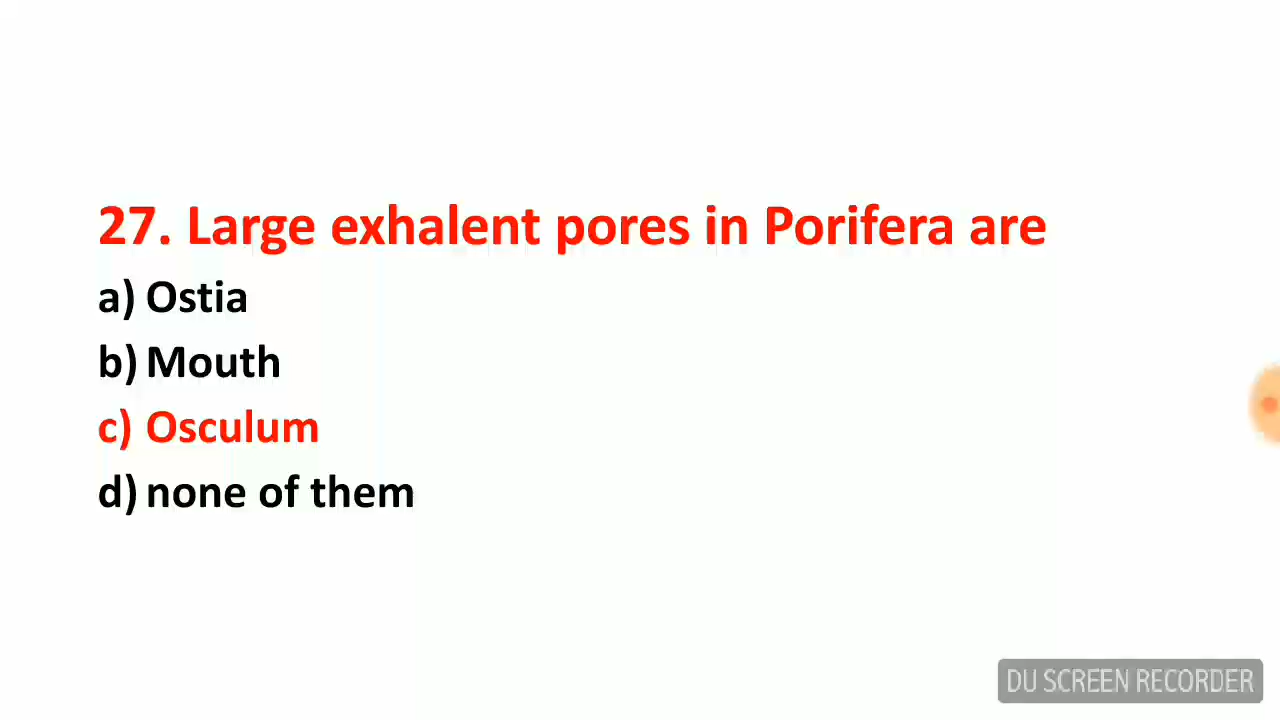 27. Large exhalent pores in Porifera are
a) Ostia
b) Mouth
c) Osculum
d) none of them
DU SCREEN RECORDER